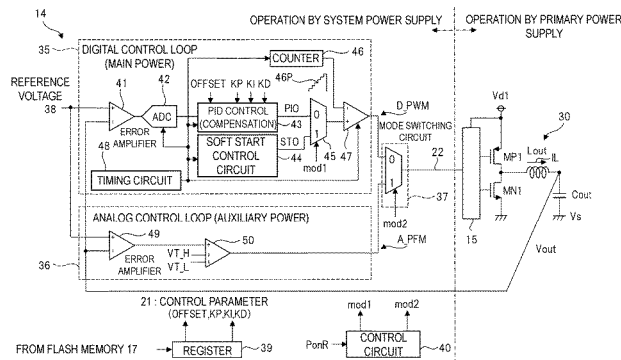 14
OPERATION BY SYSTEM POWER SUPPLY
OPERATION BY PRIMARY POWER SUPPLY
35
DIGITAL CONTROL LOOP
(MAIN POWER)
COUNTER
46
46P
REFERENCE
VOLTAGE
38
41
42
ADC
ERROR
AMPLIFIER
OFFSET KP KI KD
PID CONTROL
(COMPENSATION)
43
PIO
SOFT START
CONTROL
CIRCUIT
44
STO
0
1
45
mod1
47
D_PWM
48
TIMING CIRCUIT
MODE SWITCHING
CIRCUIT
0
1
22
37
mod2
Vd1
30
MP1
Lout
IL
MN1
Cout
Vs
15
Vout
ANALOG CONTROL LOOP (AUXILIARY POWER)
49
50
36
ERROR
AMPLIFIER
VT_H
VT_L
A_PFM
21 : CONTROL PARAMETER
(OFFSET,KP,KI,KD)
mod1
mod2
FROM FLASH MEMORY 17
REGISTER
39
PonR
CONTROL
CIRCUIT
40